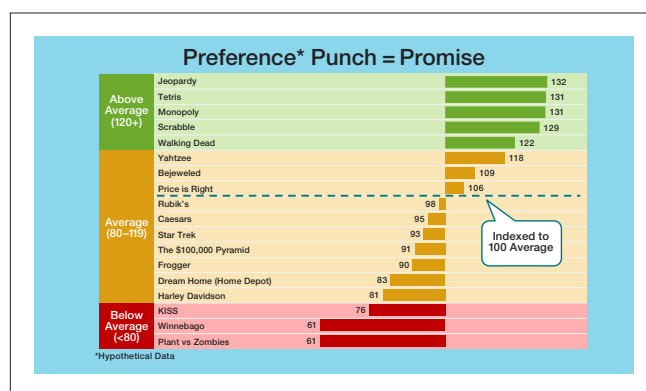 Preference* Punch = Promise
Above
Average
(120+)
Jeopardy 132
Tetris 131
Monopoly 131
Scrabble 129
Walking Dead 122
Average
(80–119)
Yahtzee 118
Bejeweled 109
Price is Right 106
Rubik's 98
Caesars 95
Star Trek 93
The $100,000 Pyramid 91
Frogger 90
Dream Home (Home Depot) 83
Harley Davidson 81
Indexed to
100 Average
Below
Average
(<80)
KISS 76
Winnebago 61
Plant vs Zombies 61
*Hypothetical Data